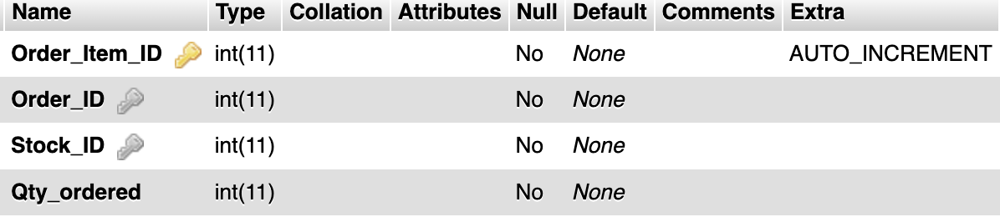 Name Type Collation Attributes Null Default Comments Extra
Order_Item_ID int(11) No None AUTO_INCREMENT
Order_ID int(11) No None
Stock_ID int(11) No None
Qty_ordered int(11) No None